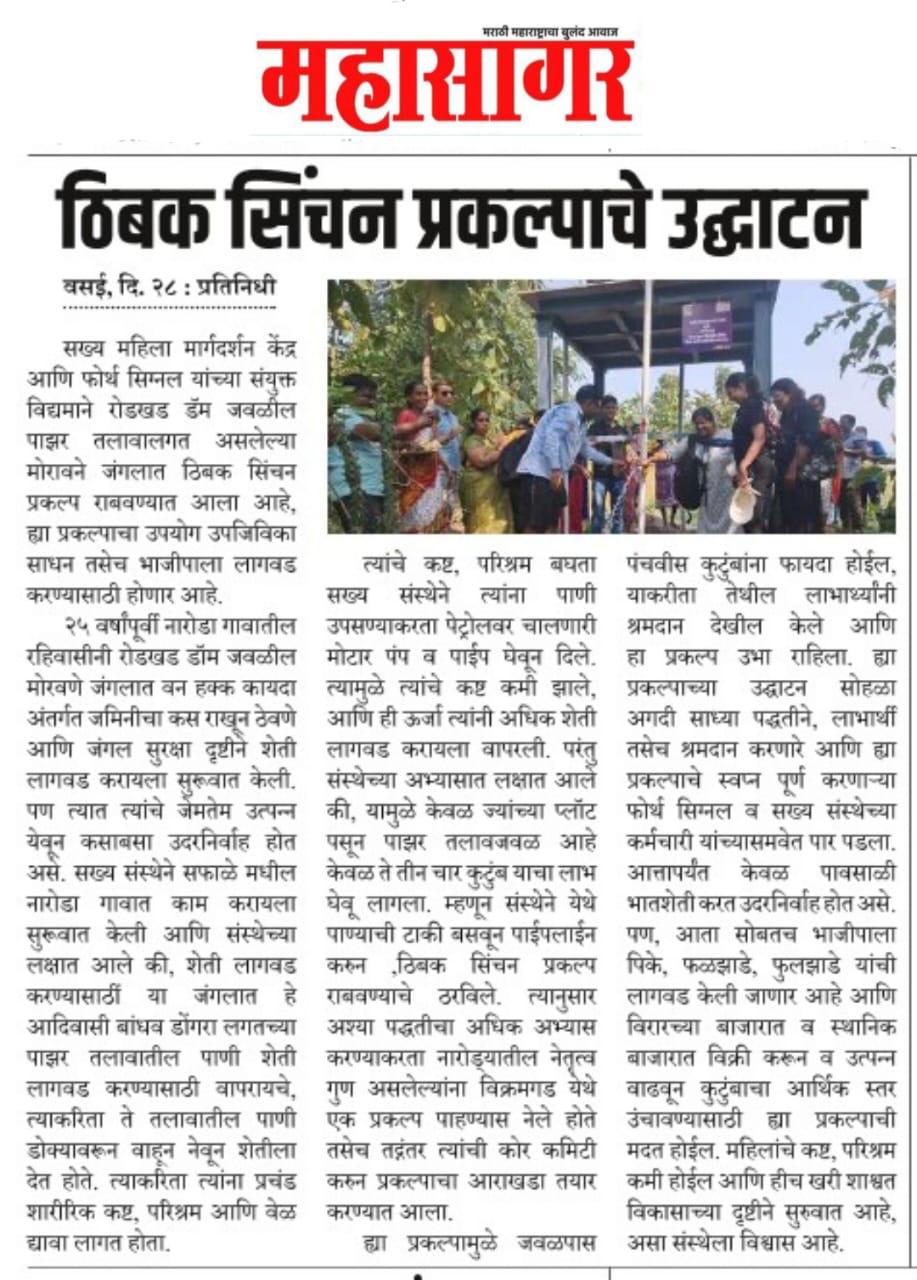 मराठी महाराष्ट्राचा बुलंद आवाज
महासागर
ठिबक सिंचन प्रकल्पाचे उद्घाटन
वसई, दि. २८ : प्रतिनिधी
सख्य महिला मार्गदर्शन केंद्र
आणि फोर्थ सिग्नल यांच्या संयुक्त
विद्यमाने रोडखड डॅम जवळील
पाझर तलावालगत असलेल्या
मोरावने जंगलात ठिबक सिंचन
प्रकल्प राबवण्यात आला आहे,
ह्या प्रकल्पाचा उपयोग उपजिविका
साधन तसेच भाजीपाला लागवड
करण्यासाठी होणार आहे.
२५ वर्षांपूर्वी नारोडा गावातील
रहिवासीनी रोडखड डॉम जवळील
मोरवणे जंगलात वन हक्क कायदा
अंतर्गत जमिनीचा कस राखून ठेवणे
आणि जंगल सुरक्षा दृष्टीने शेती
लागवड करायला सुरूवात केली.
पण त्यात त्यांचे जेमतेम उत्पन्न
येवून कसाबसा उदरनिर्वाह होत
असे. सख्य संस्थेने सफाळे मधील
नारोडा गावात काम करायला
सुरूवात केली आणि संस्थेच्या
लक्षात आले की, शेती लागवड
करण्यासाठीं या जंगलात हे
आदिवासी बांधव डोंगरा लगतच्या
पाझर तलावातील पाणी शेती
लागवड करण्यासाठी वापरायचे,
त्याकरिता ते तलावातील पाणी
डोक्यावरून वाहून नेवून शेतीला
देत होते. त्याकरिता त्यांना प्रचंड
शारीरिक कष्ट, परिश्रम आणि वेळ
द्यावा लागत होता.
त्यांचे कष्ट, परिश्रम बघता
सख्य संस्थेने त्यांना पाणी
उपसण्याकरता पेट्रोलवर चालणारी
मोटार पंप व पाईप घेवून दिले.
त्यामुळे त्यांचे कष्ट कमी झाले,
आणि ही ऊर्जा त्यांनी अधिक शेती
लागवड करायला वापरली. परंतु
संस्थेच्या अभ्यासात लक्षात आले
की, यामुळे केवळ ज्यांच्या प्लॉट
पसून पाझर तलावजवळ आहे
केवळ ते तीन चार कुटुंब याचा लाभ
घेवू लागला. म्हणून संस्थेने येथे
पाण्याची टाकी बसवून पाईपलाईन
करुन ,ठिबक सिंचन प्रकल्प
राबवण्याचे ठरविले. त्यानुसार
अश्या पद्धतीचा अधिक अभ्यास
करण्याकरता नारोड्यातील नेतृत्व
गुण असलेल्यांना विक्रमगड येथे
एक प्रकल्प पाहण्यास नेले होते
तसेच तद्नंतर त्यांची कोर कमिटी
करुन प्रकल्पाचा आराखडा तयार
करण्यात आला.
ह्या प्रकल्पामुळे जवळपास
पंचवीस कुटुंबांना फायदा होईल,
याकरीता तेथील लाभार्थ्यांनी
श्रमदान देखील केले आणि
हा प्रकल्प उभा राहिला. ह्या
प्रकल्पाच्या उद्घाटन सोहळा
अगदी साध्या पद्धतीने, लाभार्थी
तसेच श्रमदान करणारे आणि ह्या
प्रकल्पाचे स्वप्न पूर्ण करणाऱ्या
फोर्थ सिग्नल व सख्य संस्थेच्या
कर्मचारी यांच्यासमवेत पार पडला.
आत्तापर्यंत केवळ पावसाळी
भातशेती करत उदरनिर्वाह होत असे.
पण, आता सोबतच भाजीपाला
पिके, फळझाडे, फुलझाडे यांची
लागवड केली जाणार आहे आणि
विरारच्या बाजारात व स्थानिक
बाजारात विक्री करून व उत्पन्न
वाढवून कुटुंबाचा आर्थिक स्तर
उंचावण्यासाठी ह्या प्रकल्पाची
मदत होईल. महिलांचे कष्ट, परिश्रम
कमी होईल आणि हीच खरी शाश्वत
विकासाच्या दृष्टीने सुरुवात आहे,
असा संस्थेला विश्वास आहे.